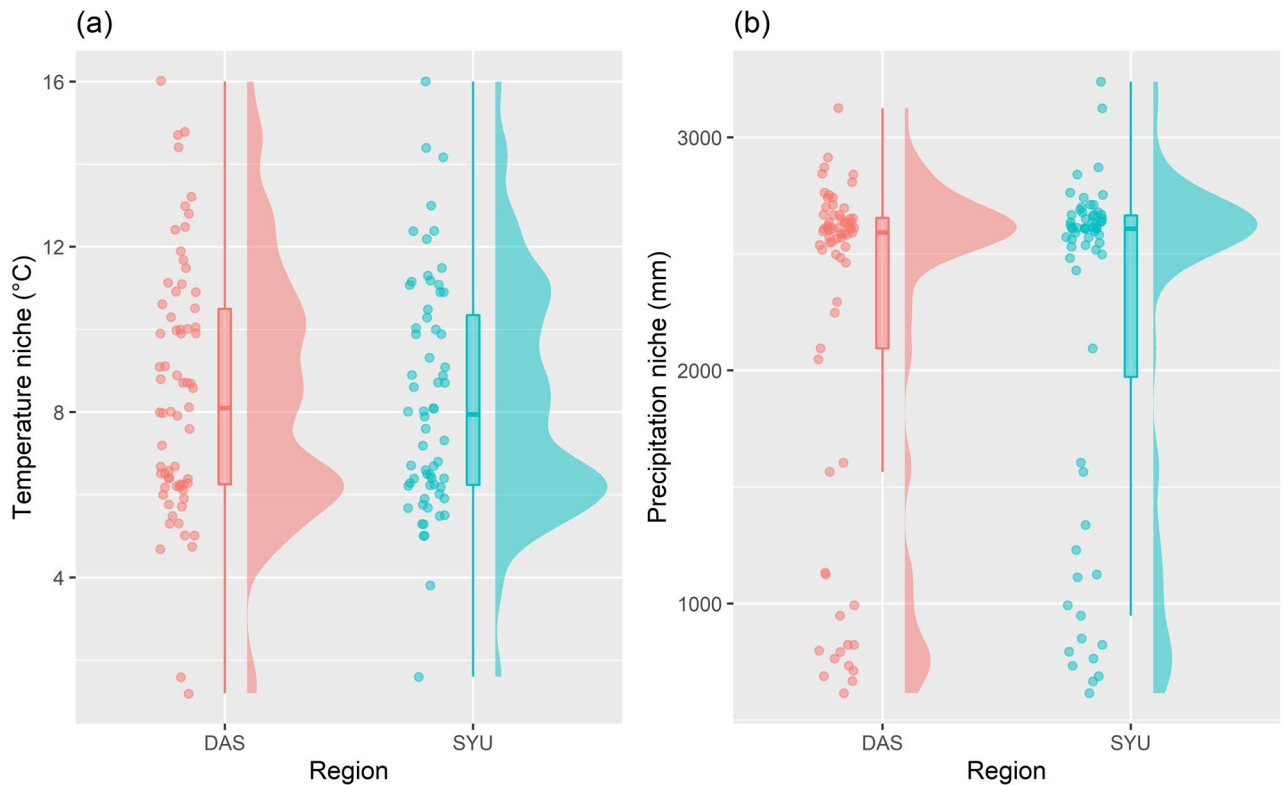 (a)
Temperature niche (°C)
16
12
8
4
DAS
SYU
Region
(b)
Precipitation niche (mm)
3000
2000
1000
DAS
SYU
Region